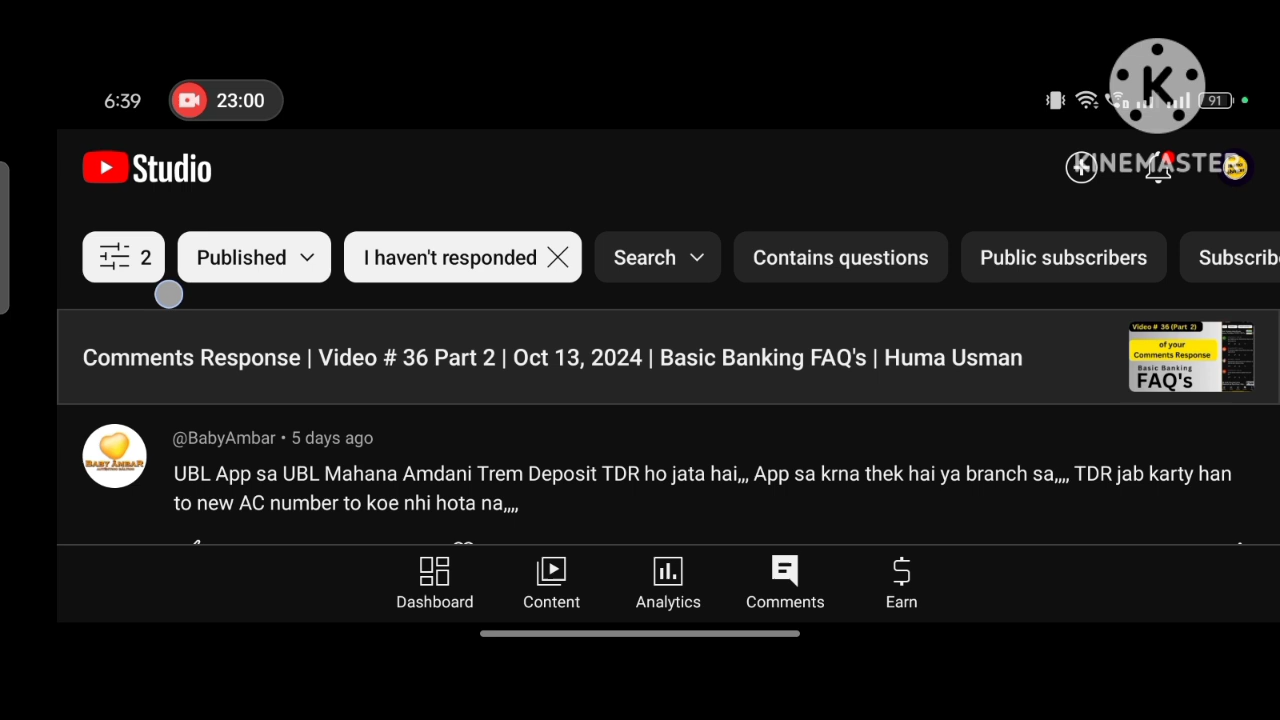 6:39
23:00
91
KINEMASTER
Studio
2
Published
I haven't responded
Search
Contains questions
Public subscribers
Subscribe
Comments Response | Video # 36 Part 2 | Oct 13, 2024 | Basic Banking FAQ's | Huma Usman
Video # 36 (Part 2)
of your
Comments Response
Basic Banking
FAQ's
@BabyAmbar • 5 days ago
BABY AMBAR
UBL App sa UBL Mahana Amdani Trem Deposit TDR ho jata hai,,, App sa krna thek hai ya branch sa,,,, TDR jab karty han
to new AC number to koe nhi hota na,,,,
Dashboard
Content
Analytics
Comments
Earn